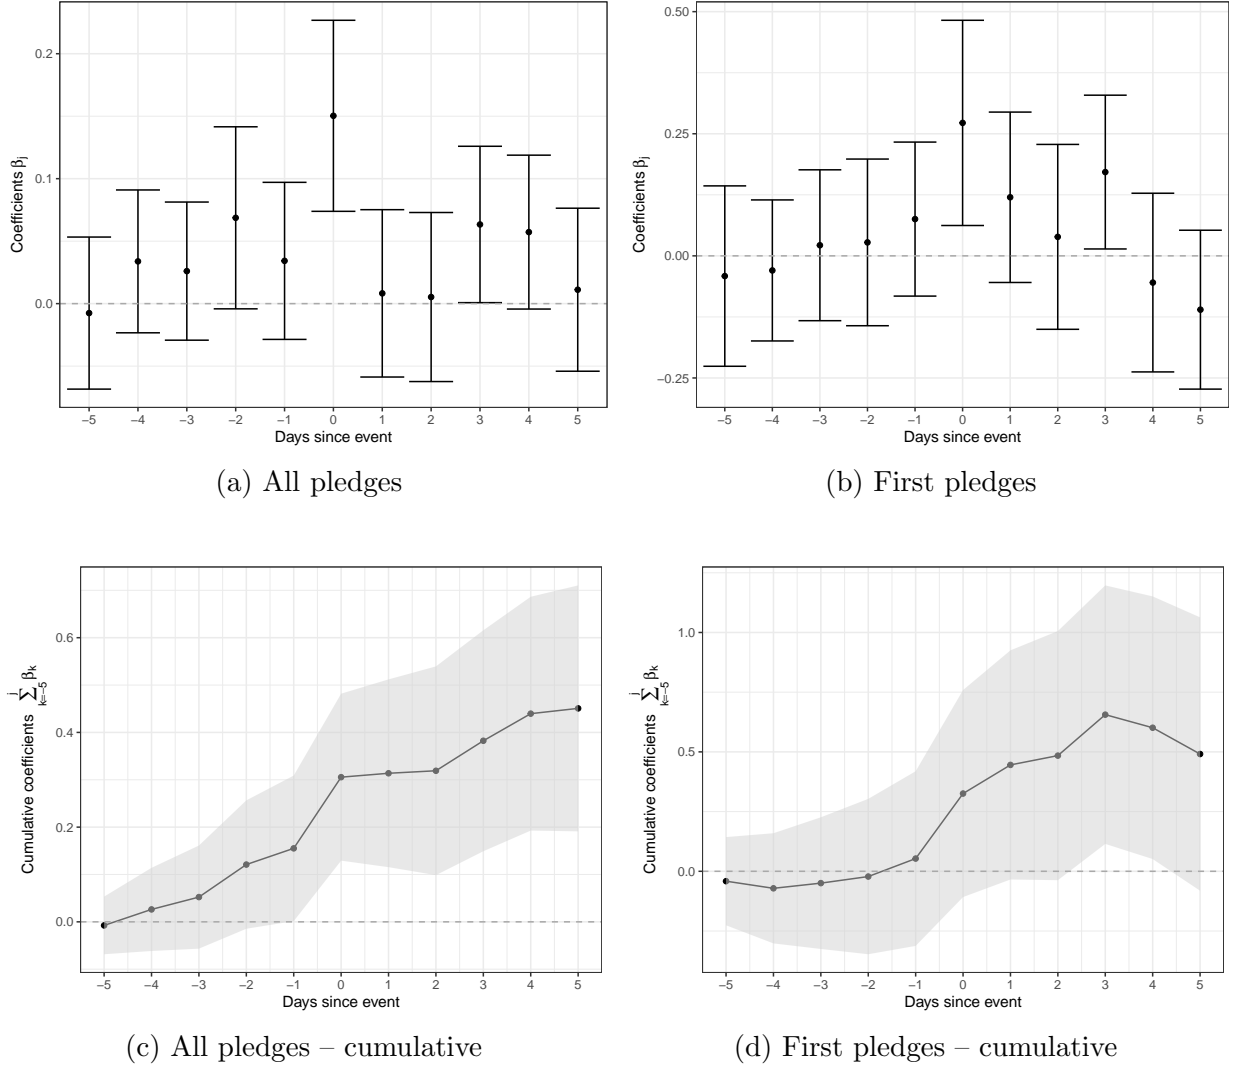 0.2
0.1
0.0
Coefficients βj
−5 −4 −3 −2 −1 0 1 2 3 4 5
Days since event
(a) All pledges
0.50
0.25
0.00
−0.25
Coefficients βj
−5 −4 −3 −2 −1 0 1 2 3 4 5
Days since event
(b) First pledges
0.6
0.4
0.2
0.0
Cumulative coefficients j∑k=−5 βk
−5 −4 −3 −2 −1 0 1 2 3 4 5
Days since event
(c) All pledges – cumulative
1.0
0.5
0.0
Cumulative coefficients j∑k=−5 βk
−5 −4 −3 −2 −1 0 1 2 3 4 5
Days since event
(d) First pledges – cumulative